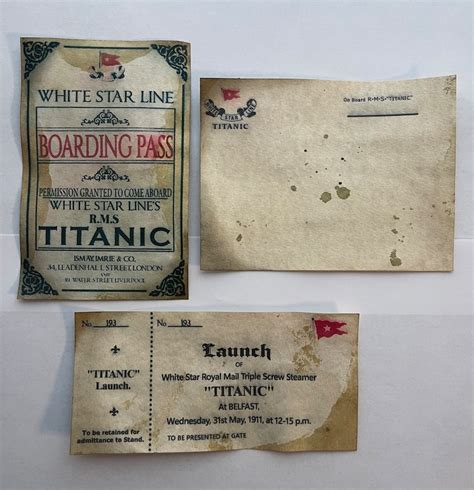 WHITE STAR LINE
BOARDING PASS
PERMISSION GRANTED TO COME ABOARD
WHITE STAR LINE'S
R.M.S
TITANIC
ISMAY, IMRIE & CO.
34, LEADENHALL STREET, LONDON
AND
10, WATER STREET LIVERPOOL
STAR
TITANIC
On Board R-M-S-"TITANIC"
No 193
"TITANIC"
Launch.
To be retained for
admittance to Stand.
No 193
Launch
OF
White Star Royal Mail Triple Screw Steamer
"TITANIC"
At BELFAST,
Wednesday, 31st May, 1911, at 12-15 p.m.
TO BE PRESENTED AT GATE